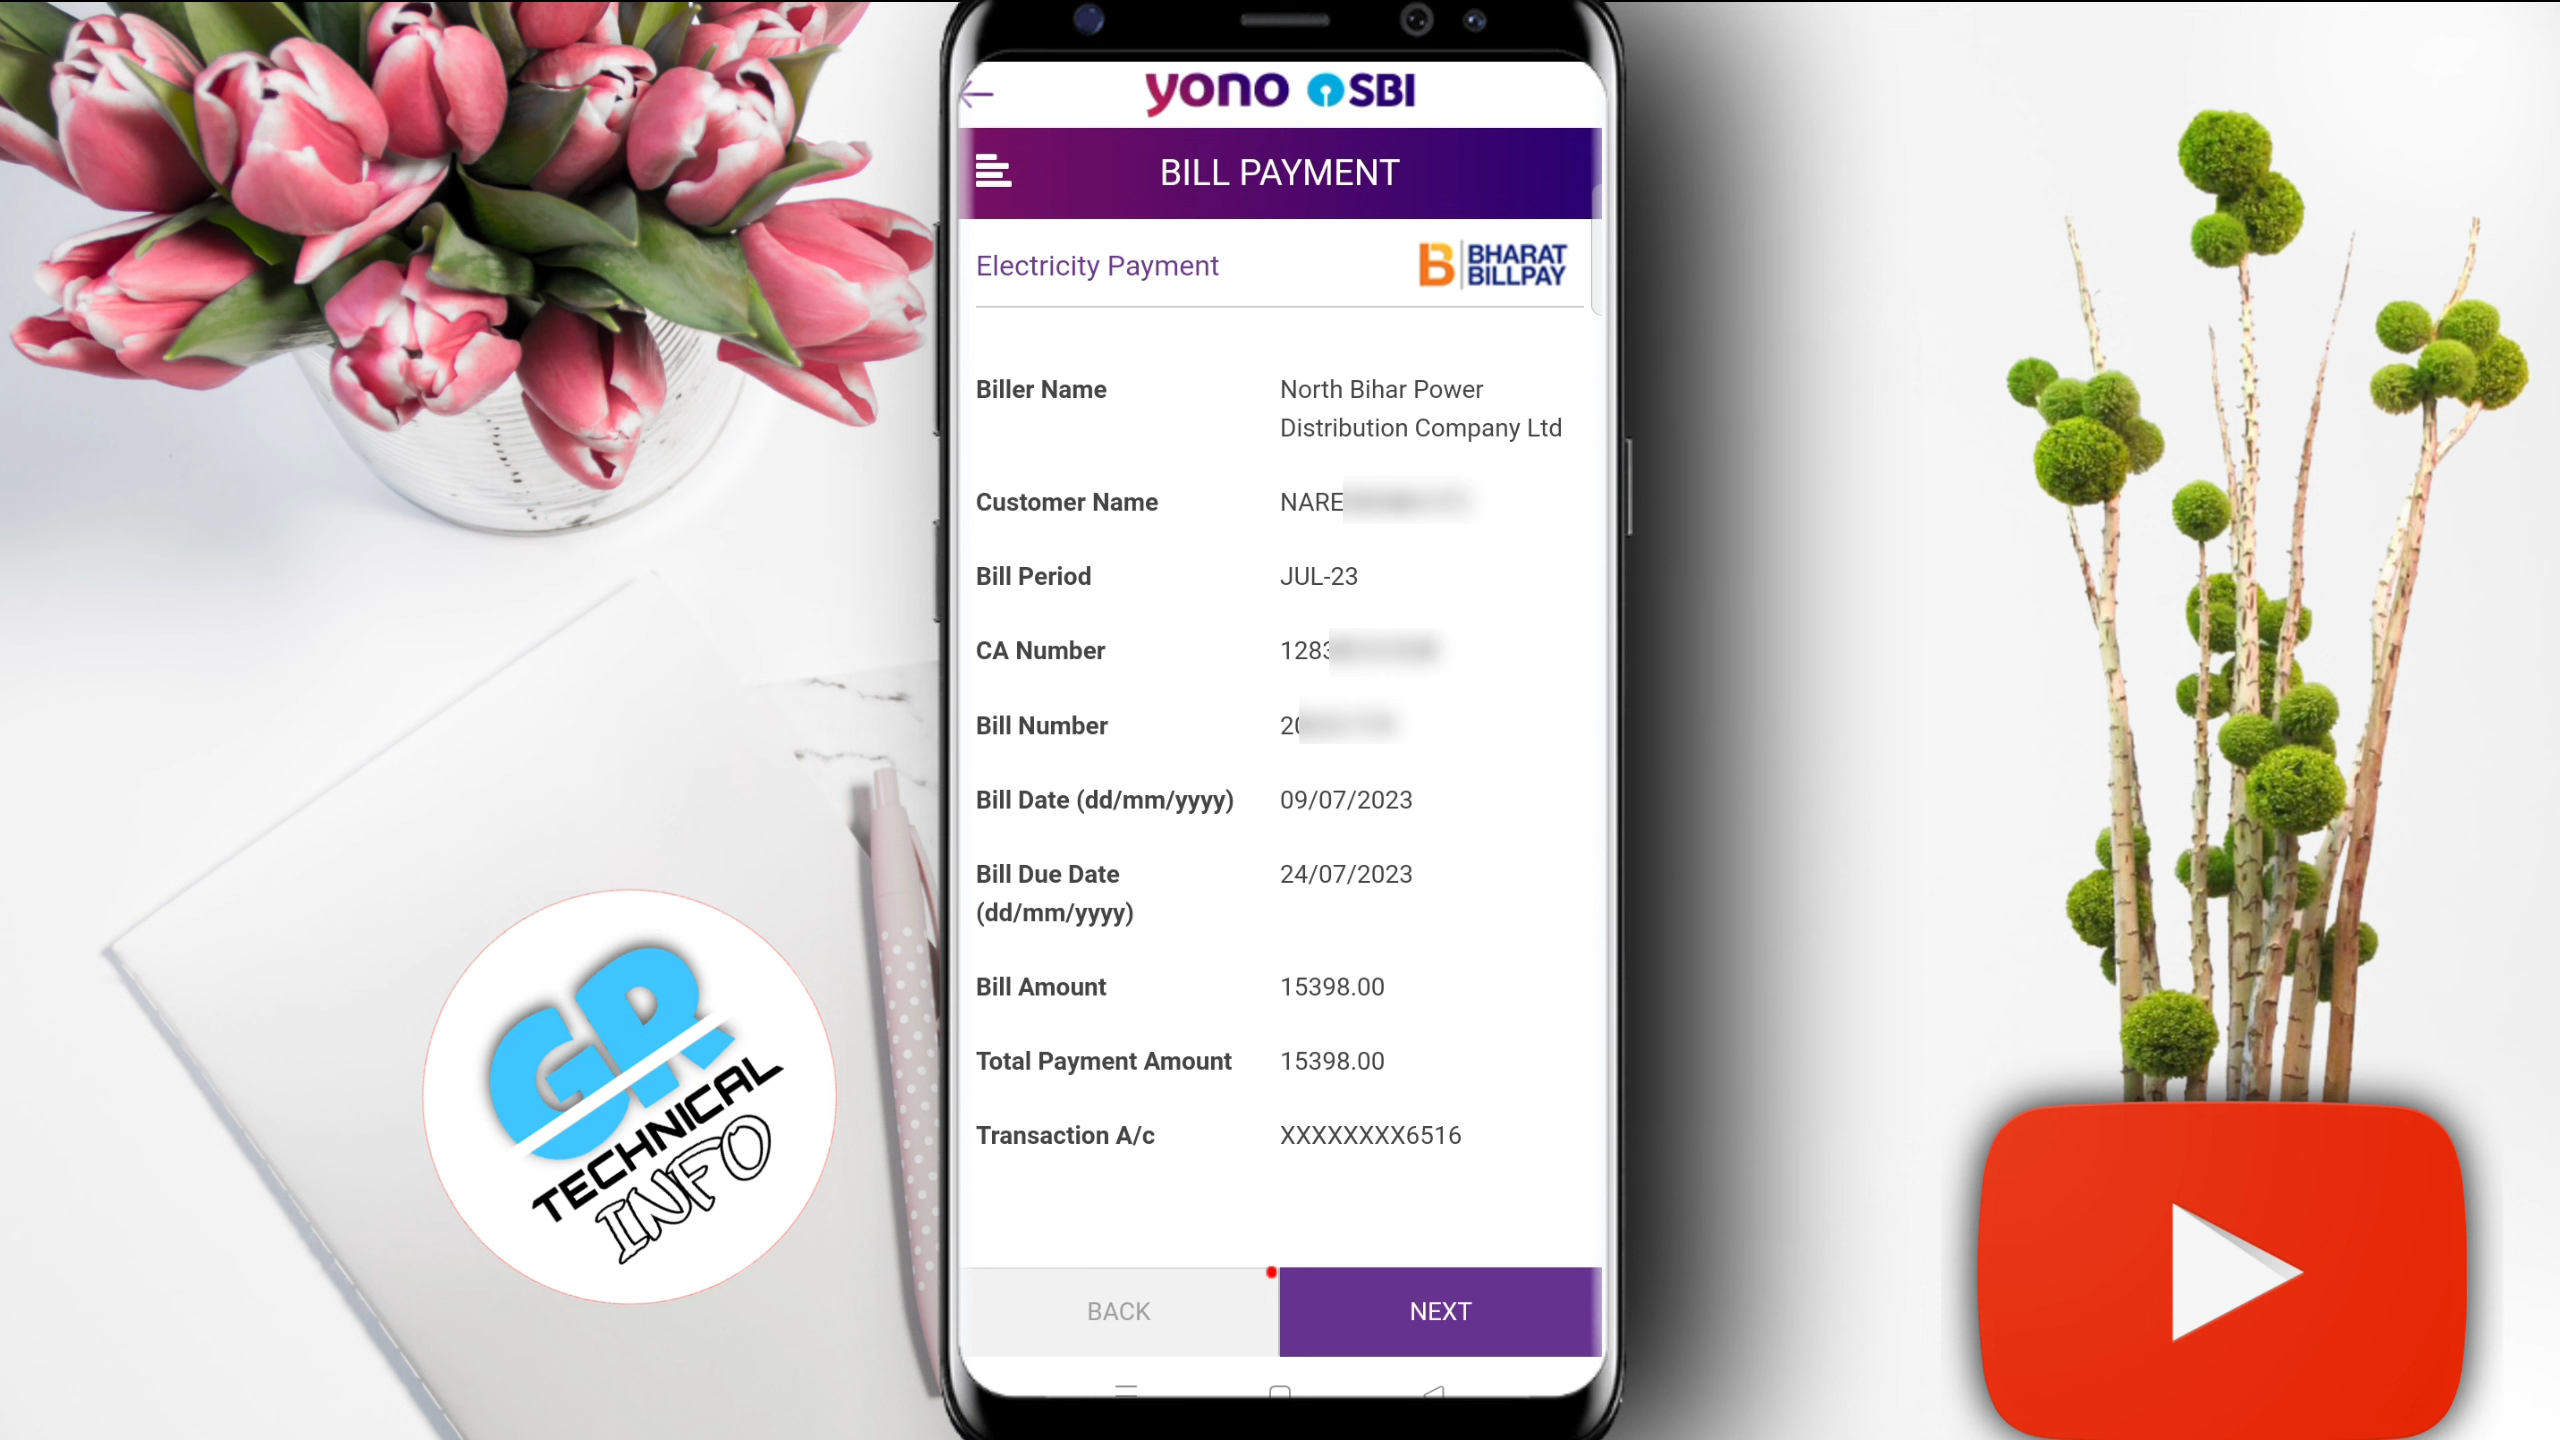 yono SBI
BILL PAYMENT
Electricity Payment
BHARAT
BILLPAY
Biller Name North Bihar Power
Distribution Company Ltd
Customer Name NARE
Bill Period JUL-23
CA Number 1283
Bill Number 20
Bill Date (dd/mm/yyyy) 09/07/2023
Bill Due Date 24/07/2023
(dd/mm/yyyy)
Bill Amount 15398.00
Total Payment Amount 15398.00
Transaction A/c XXXXXXXX6516
BACK NEXT
GR
TECHNICAL
INFO